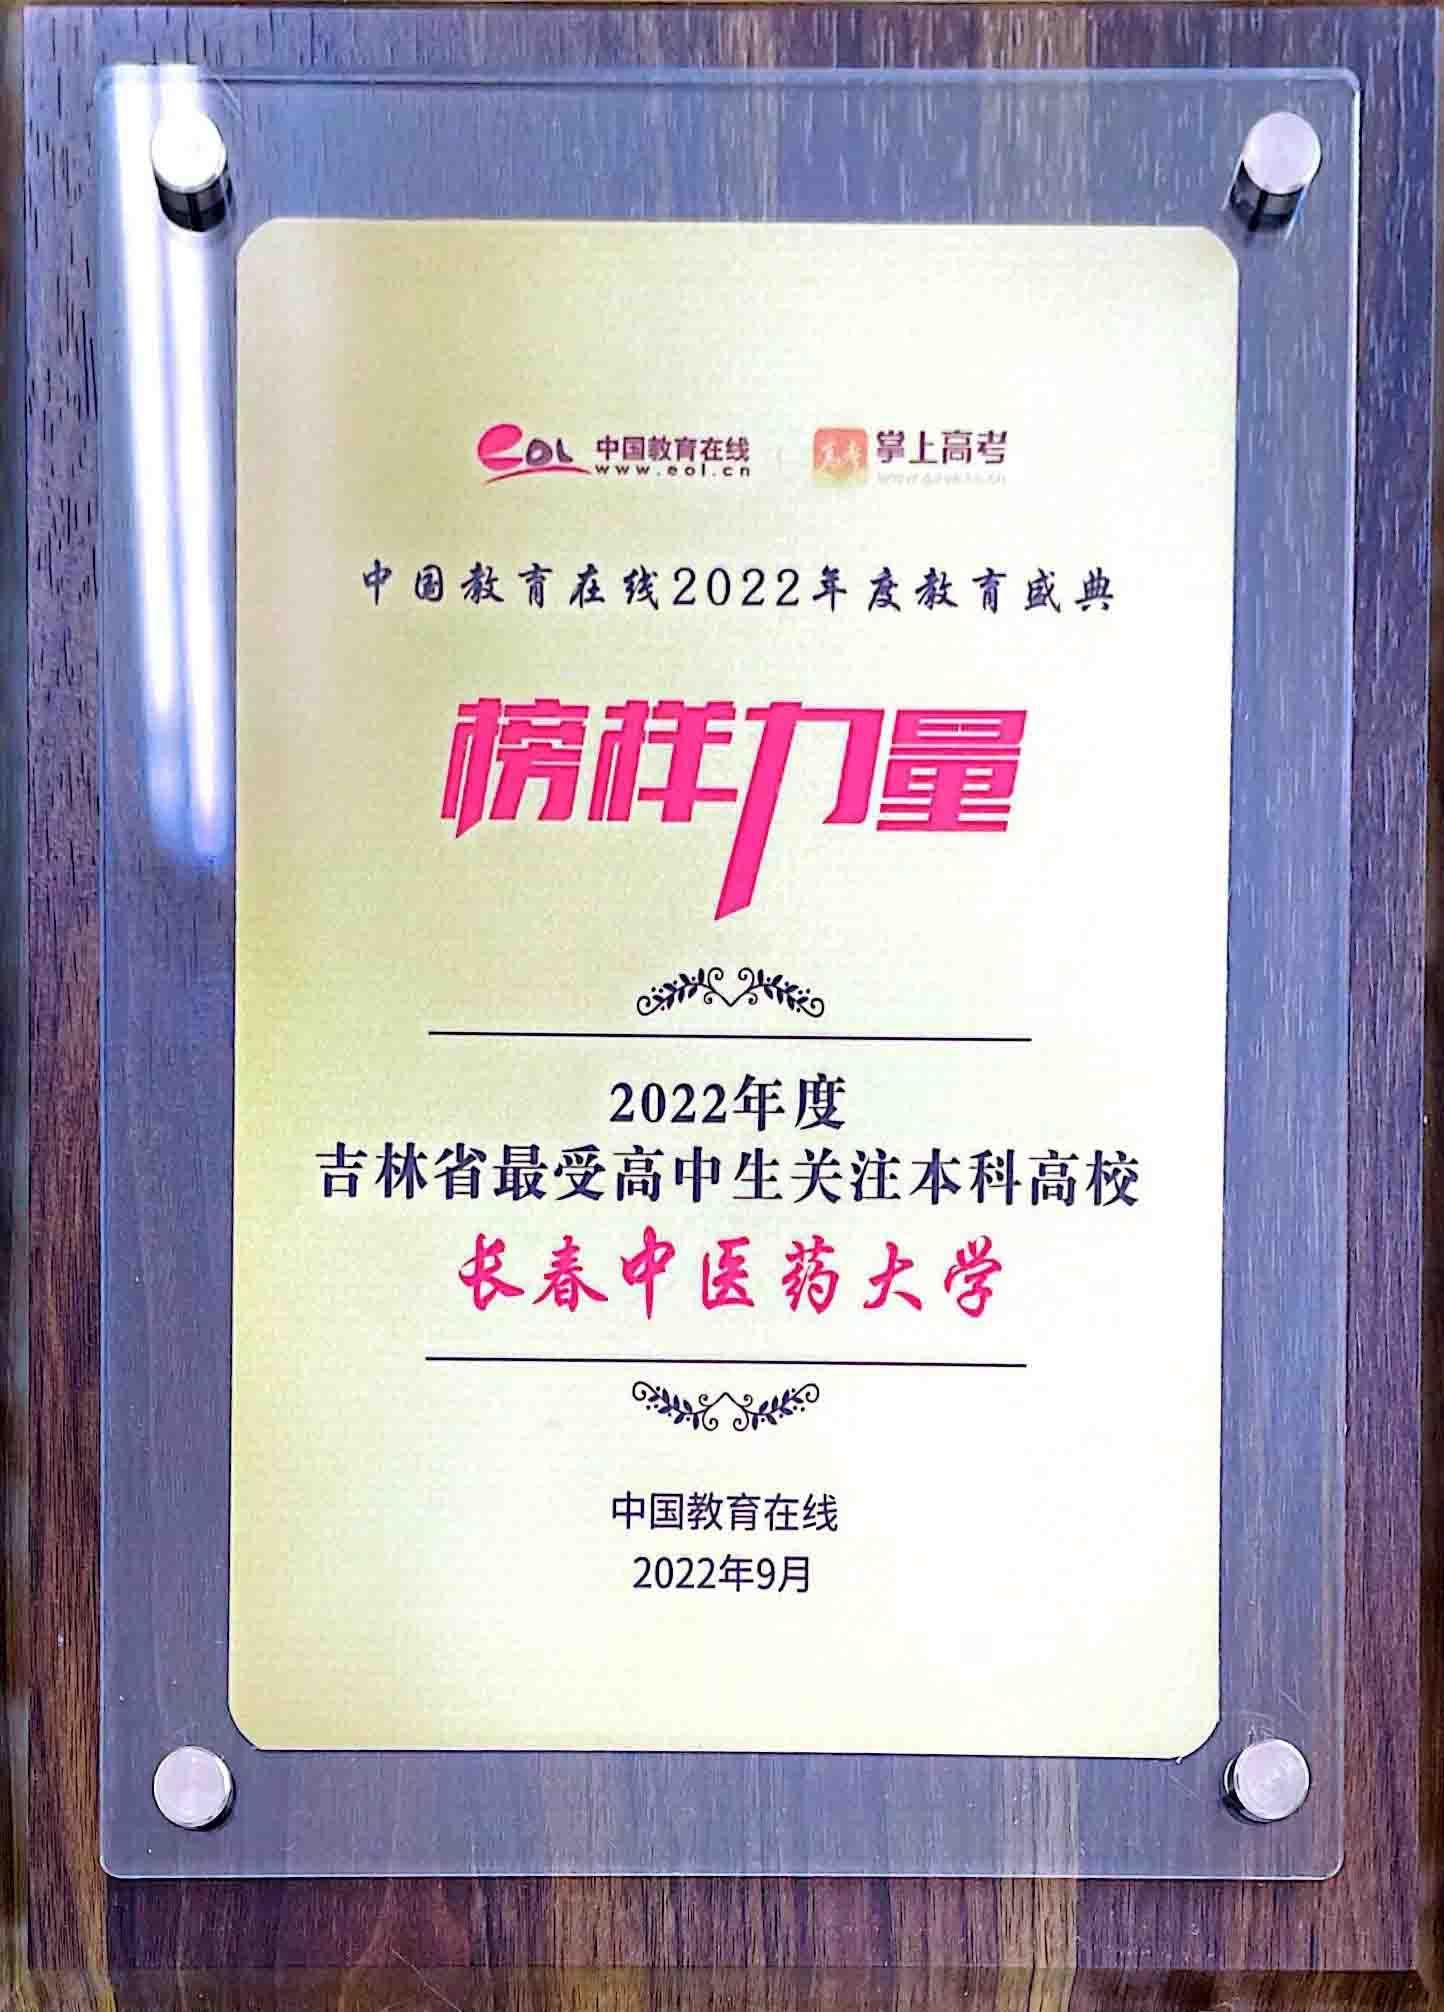 eOL 中国教育在线 掌上高考
www.eol.cn
中国教育在线2022年度教育盛典
榜样力量
2022年度
吉林省最受高中生关注本科高校
长春中医药大学
中国教育在线
2022年9月